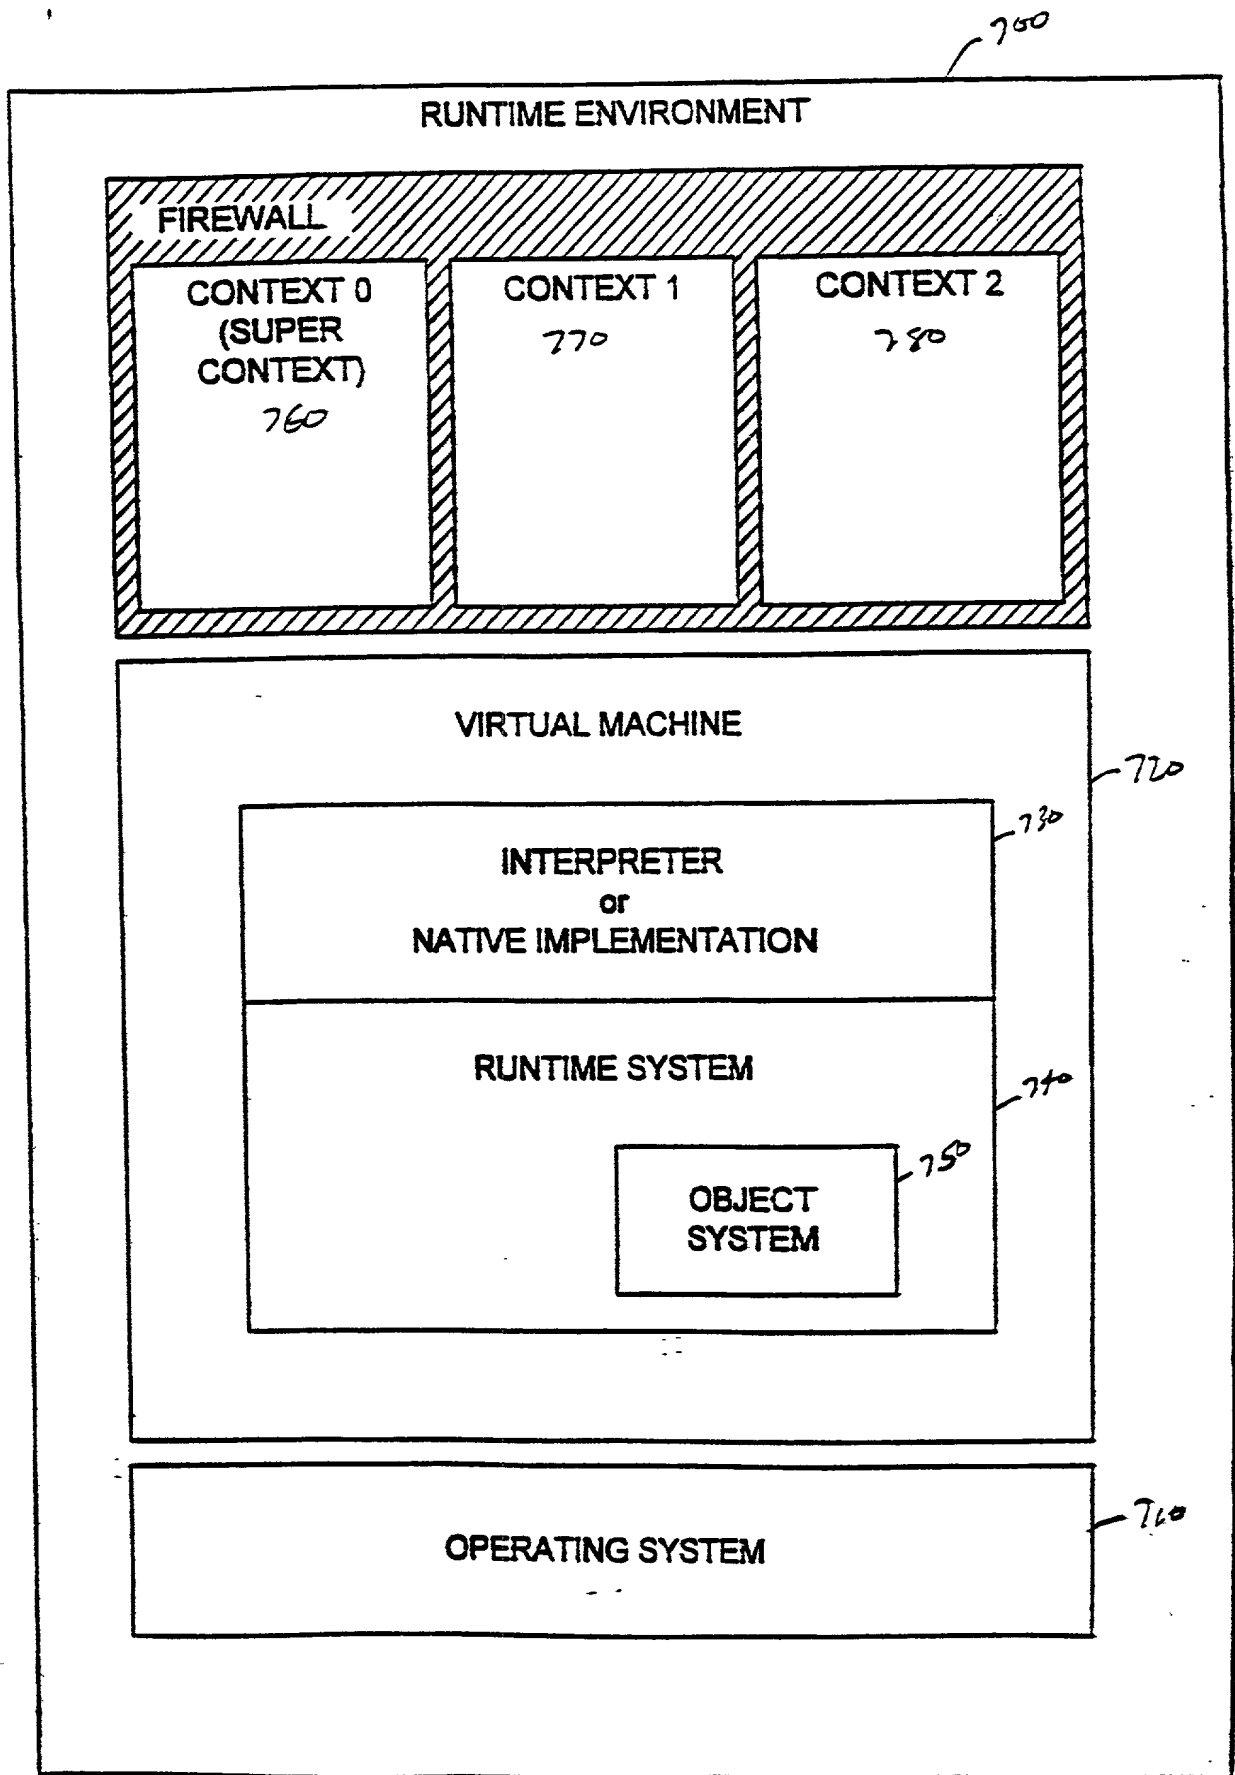 700
RUNTIME ENVIRONMENT
FIREWALL
CONTEXT 0
(SUPER
CONTEXT)
760
CONTEXT 1
770
CONTEXT 2
780
VIRTUAL MACHINE
720
730
INTERPRETER
or
NATIVE IMPLEMENTATION
RUNTIME SYSTEM
740
750
OBJECT
SYSTEM
710
OPERATING SYSTEM